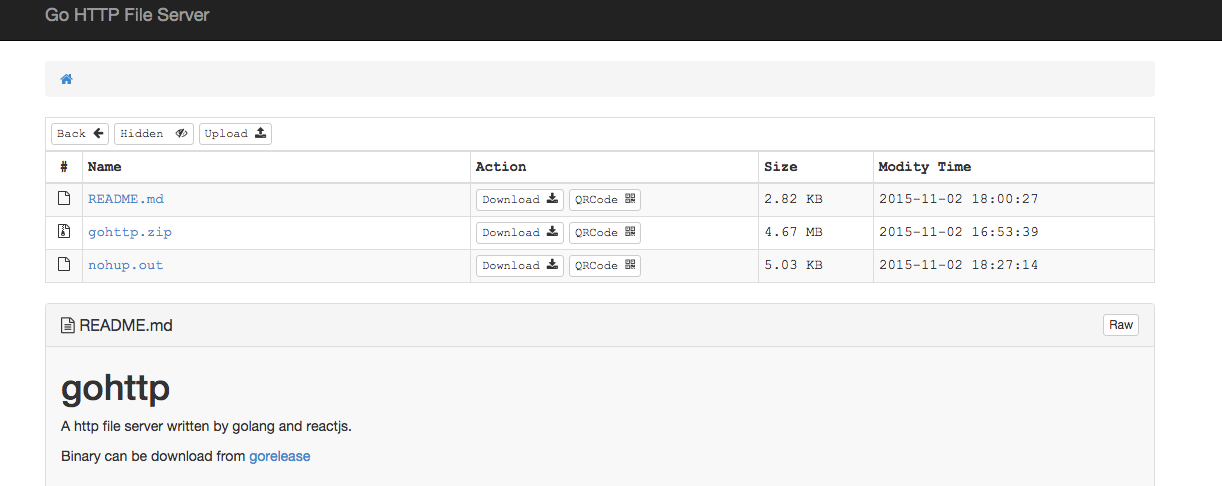 Go HTTP File Server
Back Hidden Upload
# Name Action Size Modity Time
README.md Download QRCode 2.82 KB 2015-11-02 18:00:27
gohttp.zip Download QRCode 4.67 MB 2015-11-02 16:53:39
nohup.out Download QRCode 5.03 KB 2015-11-02 18:27:14
README.md Raw
gohttp
A http file server written by golang and reactjs.
Binary can be download from gorelease